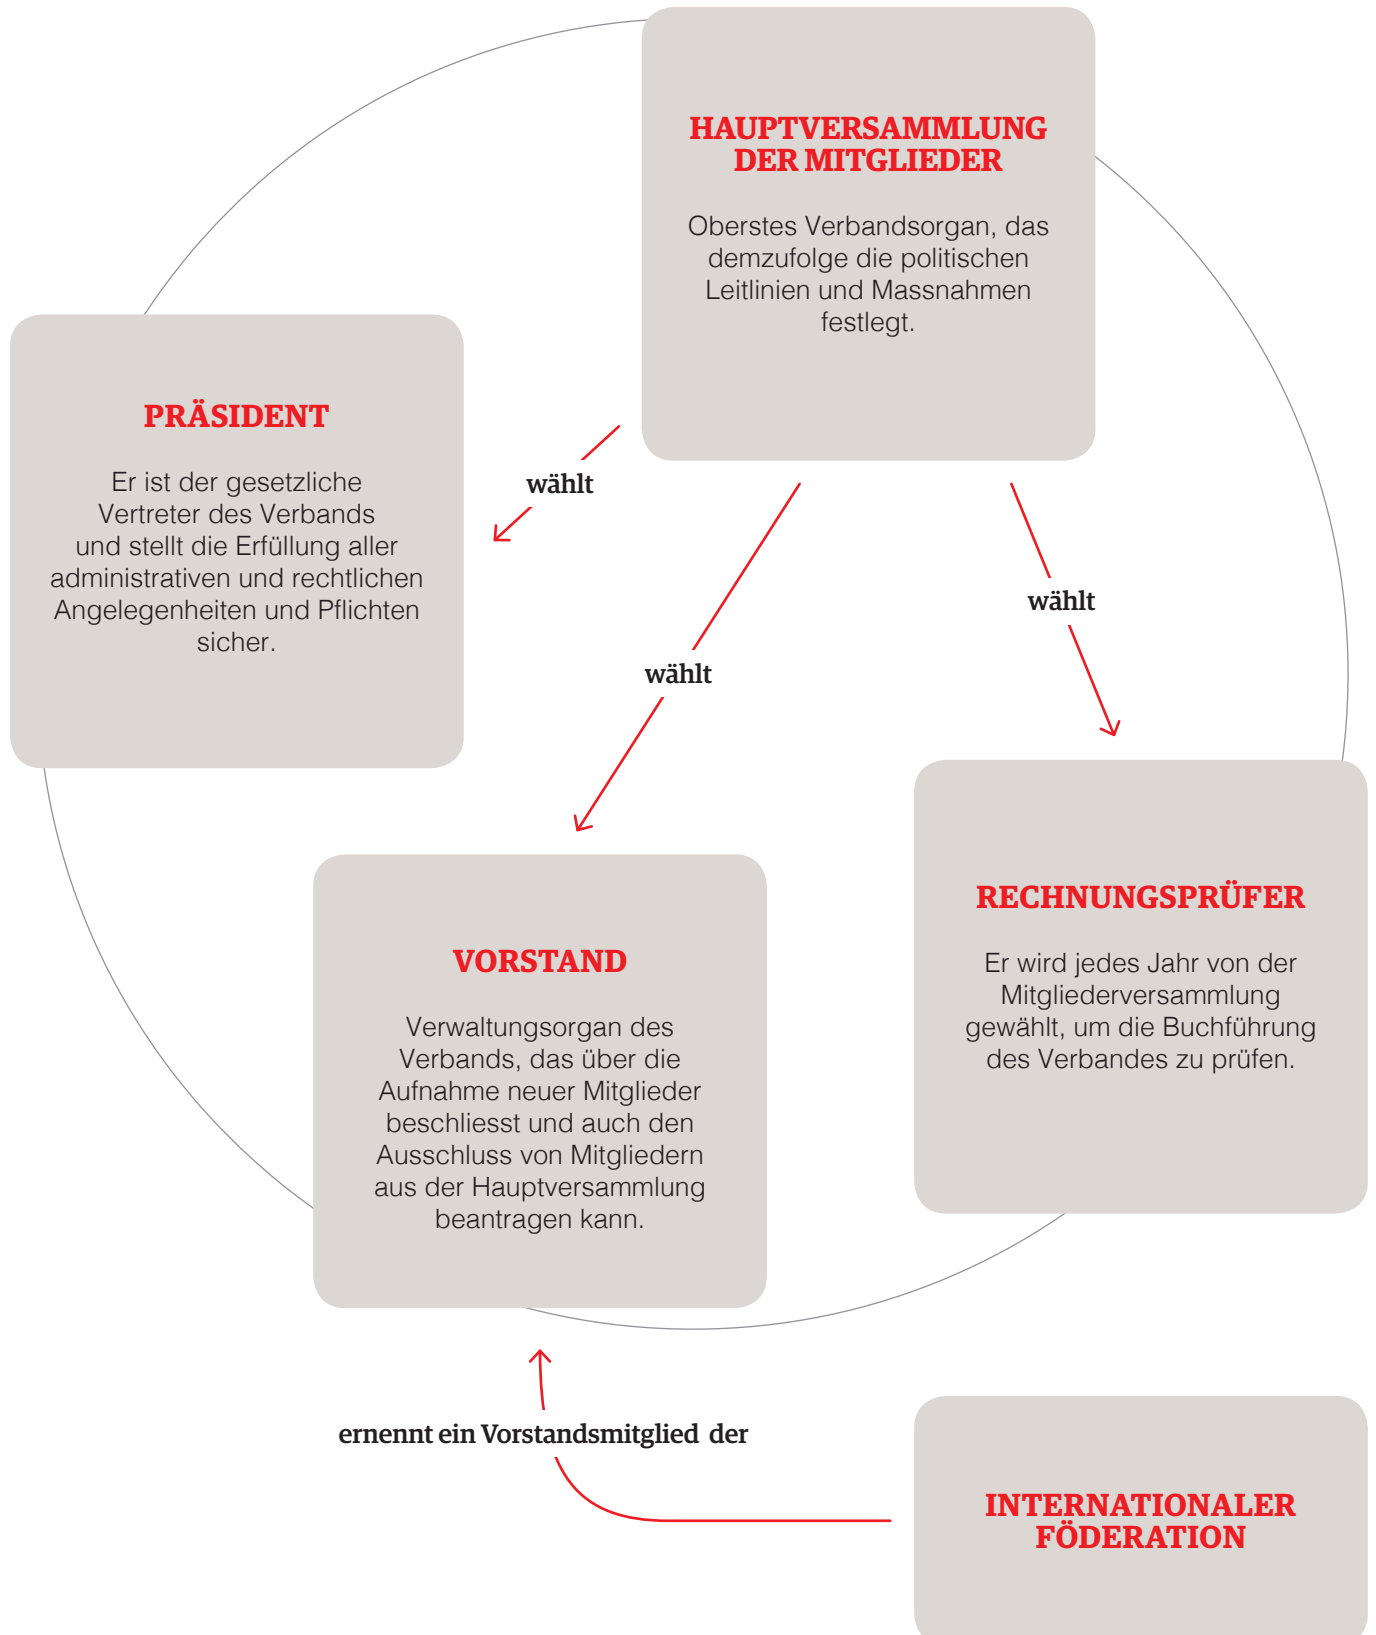 HAUPTVERSAMMLUNG
DER MITGLIEDER
Oberstes Verbandsorgan, das
demzufolge die politischen
Leitlinien und Massnahmen
festlegt.
PRÄSIDENT
Er ist der gesetzliche
Vertreter des Verbands
und stellt die Erfüllung aller
administrativen und rechtlichen
Angelegenheiten und Pflichten
sicher.
wählt
wählt
wählt
RECHNUNGSPRÜFER
Er wird jedes Jahr von der
Mitgliederversammlung
gewählt, um die Buchführung
des Verbandes zu prüfen.
VORSTAND
Verwaltungsorgan des
Verbands, das über die
Aufnahme neuer Mitglieder
beschliesst und auch den
Ausschluss von Mitgliedern
aus der Hauptversammlung
beantragen kann.
ernennt ein Vorstandsmitglied der
INTERNATIONALER
FÖDERATION